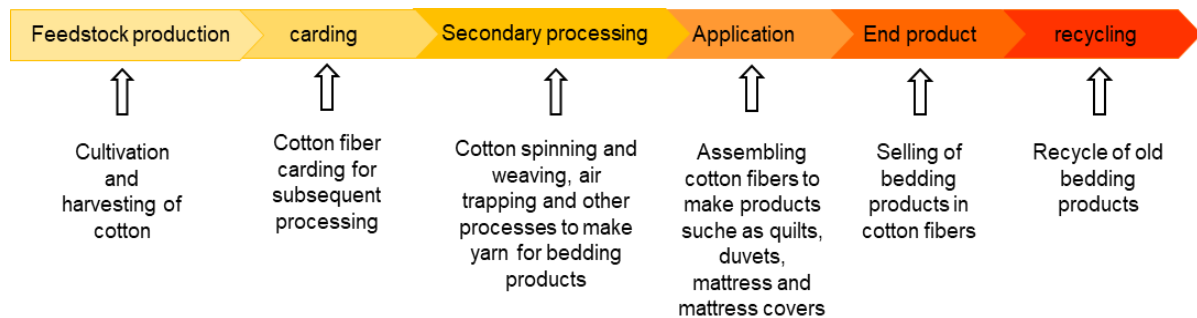 Feedstock production
carding
Secondary processing
Application
End product
recycling
Cultivation
and
harvesting of
cotton
Cotton fiber
carding for
subsequent
processing
Cotton spinning and
weaving, air
trapping and other
processes to make
yarn for bedding
products
Assembling
cotton fibers to
make products
suche as quilts,
duvets,
mattress and
mattress covers
Selling of
bedding
products in
cotton fibers
Recycle of old
bedding
products